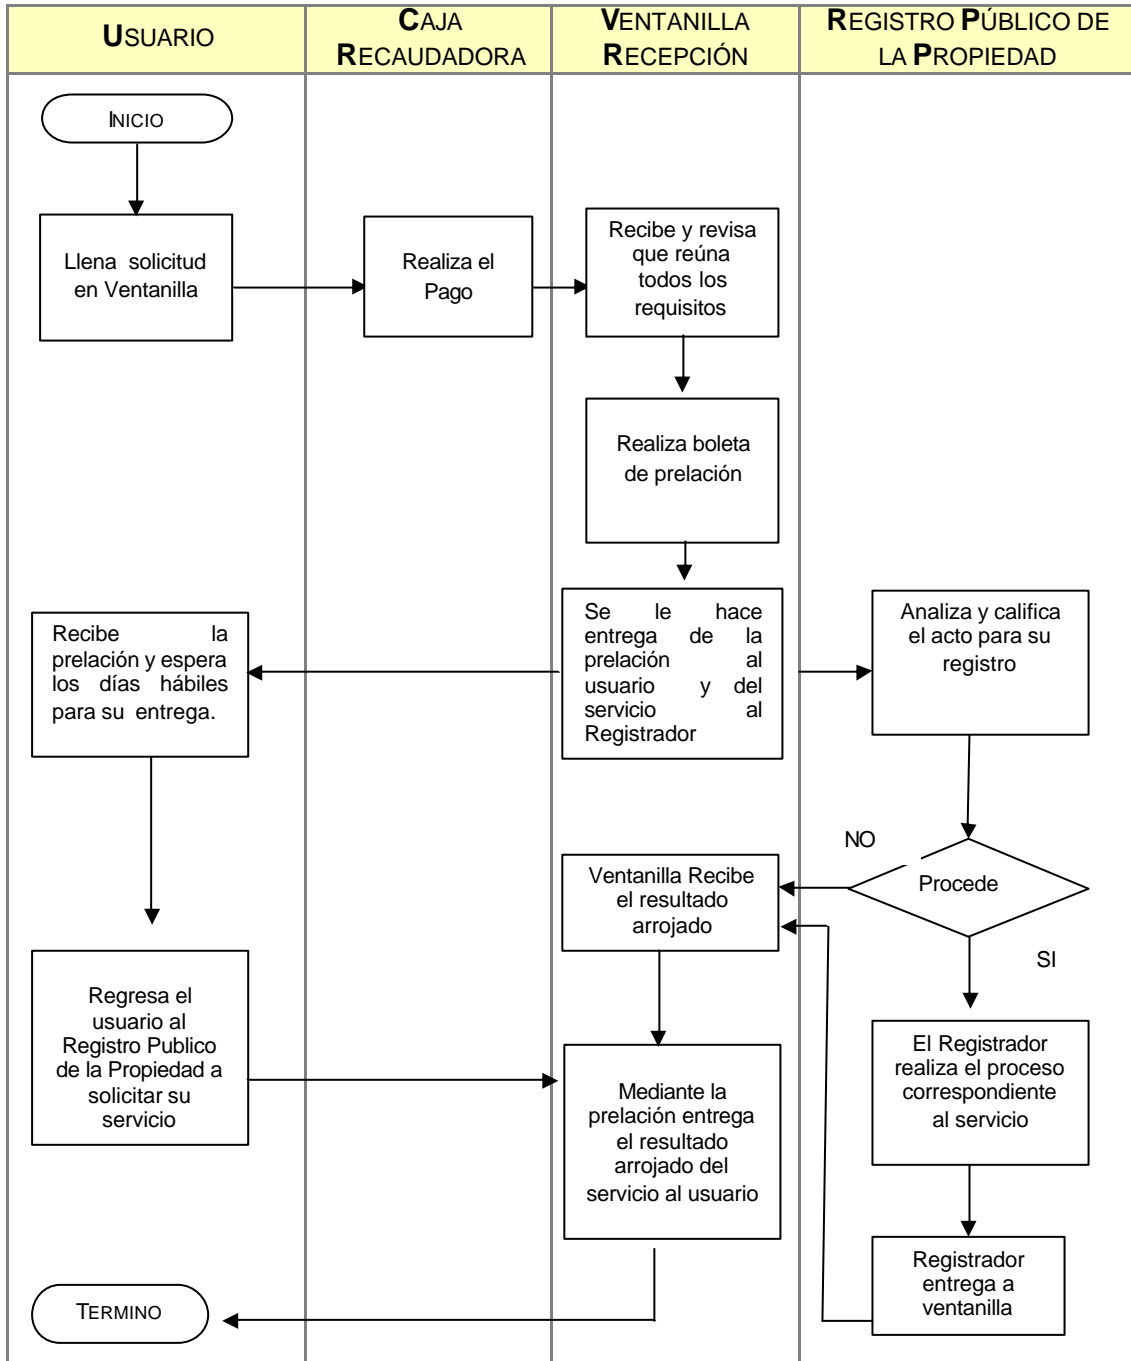 USUARIO
CAJA
RECAUDADORA
VENTANILLA
RECEPCIÓN
REGISTRO PÚBLICO DE
LA PROPIEDAD
INICIO
Llena solicitud
en Ventanilla
Realiza el
Pago
Recibe y revisa
que reúna
todos los
requisitos
Realiza boleta
de prelación
Recibe la
prelación y espera
los días hábiles
para su entrega.
Se le hace
entrega de la
prelación al
usuario y del
servicio al
Registrador
Analiza y califica
el acto para su
registro
NO
Procede
SI
Ventanilla Recibe
el resultado
arrojado
Regresa el
usuario al
Registro Publico
de la Propiedad a
solicitar su
servicio
Mediante la
prelación entrega
el resultado
arrojado del
servicio al usuario
El Registrador
realiza el proceso
correspondiente
al servicio
Registrador
entrega a
ventanilla
TERMINO